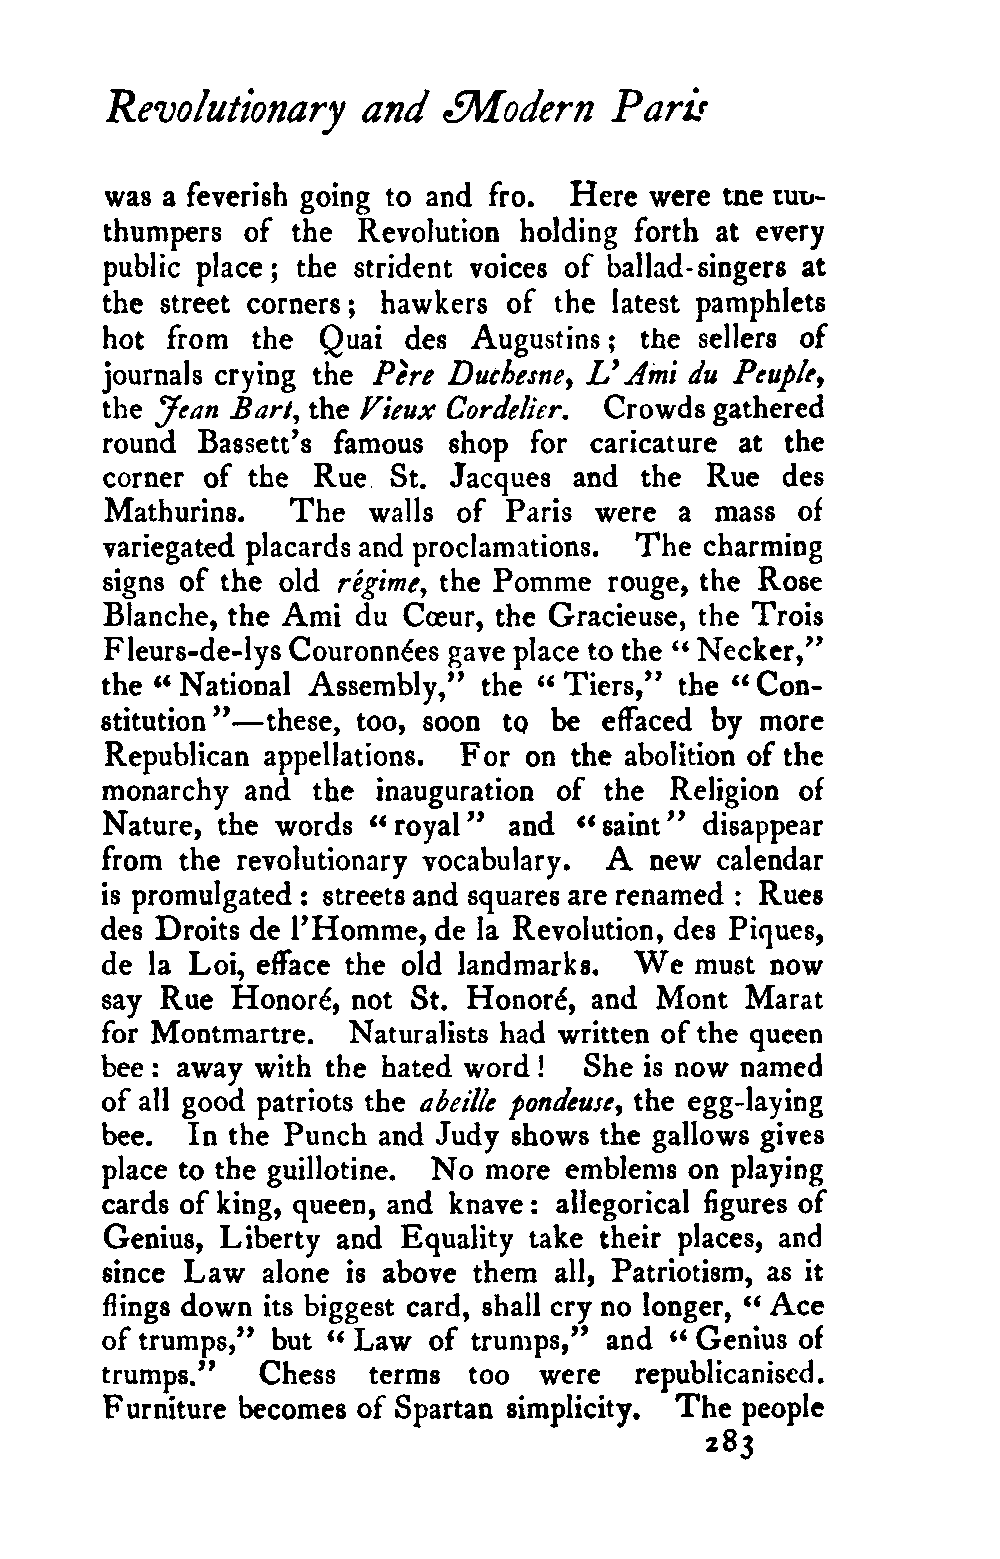 Revolutionary and Modern Paris
was a feverish going to and fro. Here were the tub-
thumpers of the Revolution holding forth at every
public place; the strident voices of ballad-singers at
the street corners; hawkers of the latest pamphlets
hot from the Quai des Augustins; the sellers of
journals crying the Père Duchesne, L'Ami du Peuple,
the Jean Bart, the Vieux Cordelier. Crowds gathered
round Bassett's famous shop for caricature at the
corner of the Rue St. Jacques and the Rue des
Mathurins. The walls of Paris were a mass of
variegated placards and proclamations. The charming
signs of the old régime, the Pomme rouge, the Rose
Blanche, the Ami du Cœur, the Gracieuse, the Trois
Fleurs-de-lys Couronnées gave place to the “Necker,”
the “National Assembly,” the “Tiers,” the “Con-
stitution”—these, too, soon to be effaced by more
Republican appellations. For on the abolition of the
monarchy and the inauguration of the Religion of
Nature, the words “royal” and “saint” disappear
from the revolutionary vocabulary. A new calendar
is promulgated: streets and squares are renamed: Rues
des Droits de l'Homme, de la Revolution, des Piques,
de la Loi, efface the old landmarks. We must now
say Rue Honoré, not St. Honoré, and Mont Marat
for Montmartre. Naturalists had written of the queen
bee: away with the hated word! She is now named
of all good patriots the abeille pondeuse, the egg-laying
bee. In the Punch and Judy shows the gallows gives
place to the guillotine. No more emblems on playing
cards of king, queen, and knave: allegorical figures of
Genius, Liberty and Equality take their places, and
since Law alone is above them all, Patriotism, as it
flings down its biggest card, shall cry no longer, “Ace
of trumps,” but “Law of trumps,” and “Genius of
trumps.” Chess terms too were republicanised.
Furniture becomes of Spartan simplicity. The people
283